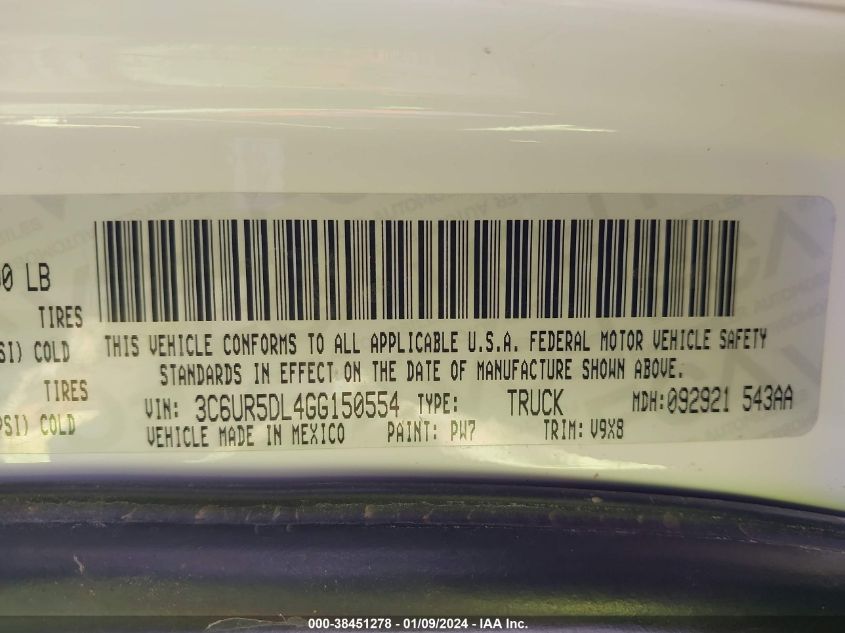 00 LB
TIRES
SI) COLD
TIRES
PSI) COLD
THIS VEHICLE CONFORMS TO ALL APPLICABLE U.S.A. FEDERAL MOTOR VEHICLE SAFETY
STANDARDS IN EFFECT ON THE DATE OF MANUFACTURE SHOWN ABOVE.
VIN: 3C6UR5DL4GG150554 TYPE: TRUCK MDH:092921 543AA
VEHICLE MADE IN MEXICO PAINT: PW7 TRIM: V9X8
000-38451278 - 01/09/2024 - IAA Inc.